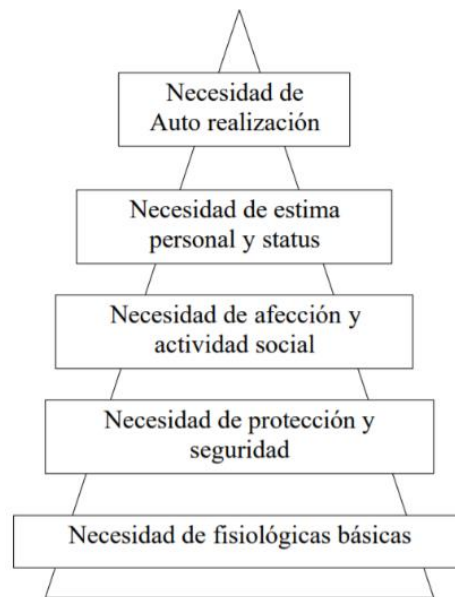 Necesidad de
Auto realización
Necesidad de estima
personal y status
Necesidad de afección y
actividad social
Necesidad de protección y
seguridad
Necesidad de fisiológicas básicas